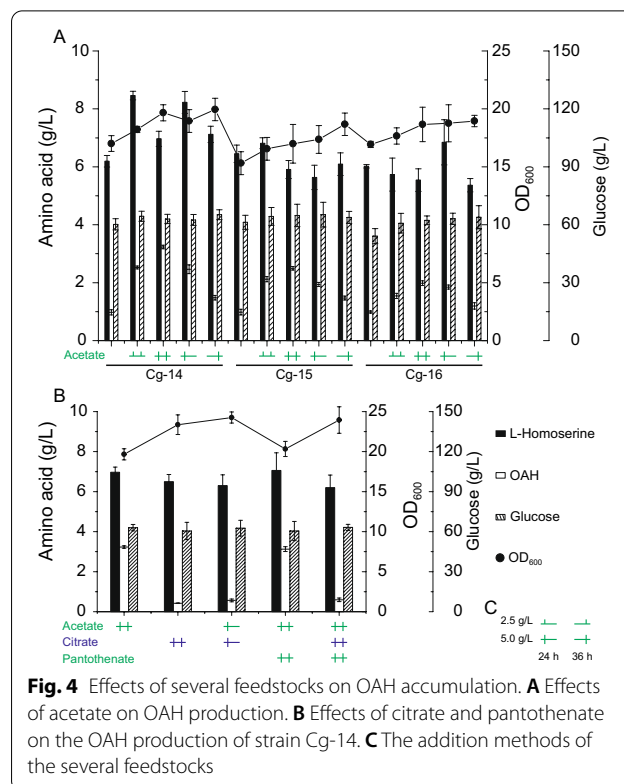 A
10
8
6
4
2
0
Amino acid (g/L)
25
20
15
10
5
0
OD600
150
120
90
60
30
0
Glucose (g/L)
Acetate
Cg-14 Cg-15 Cg-16
B
10
8
6
4
2
0
Amino acid (g/L)
25
20
15
10
5
0
OD600
150
120
90
60
30
0
Glucose (g/L)
Acetate
Citrate
Pantothenate
L-Homoserine
OAH
Glucose
OD600
C
2.5 g/L
5.0 g/L
24 h 36 h
Fig. 4 Effects of several feedstocks on OAH accumulation. A Effects
of acetate on OAH production. B Effects of citrate and pantothenate
on the OAH production of strain Cg-14. C The addition methods of
the several feedstocks